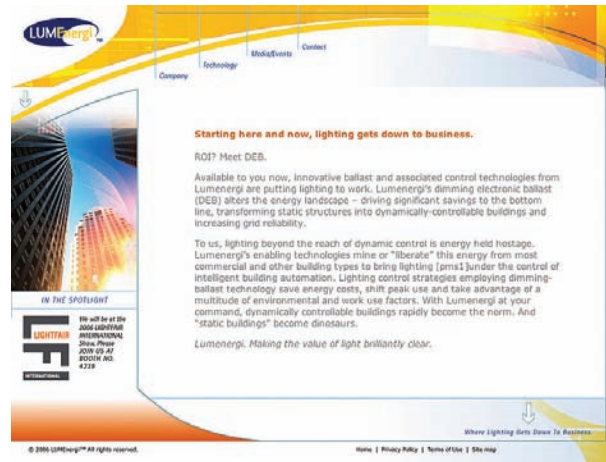 LUMEnergi™
Company
Technology
Media/Events
Contact
Starting here and now, lighting gets down to business.
ROI? Meet DEB.
Available to you now, innovative ballast and associated control technologies from
Lumenergi are putting lighting to work. Lumenergi's dimming electronic ballast
(DEB) alters the energy landscape – driving significant savings to the bottom
line, transforming static structures into dynamically-controllable buildings and
increasing grid reliability.
To us, lighting beyond the reach of dynamic control is energy held hostage.
Lumenergi's enabling technologies mine or "liberate" this energy from most
commercial and other building types to bring lighting [pms1]under the control of
intelligent building automation. Lighting control strategies employing dimming-
ballast technology save energy costs, shift peak use and take advantage of a
multitude of environmental and work use factors. With Lumenergi at your
command, dynamically controllable buildings rapidly become the norm. And
"static buildings" become dinosaurs.
Lumenergi. Making the value of light brilliantly clear.
IN THE SPOTLIGHT
LIGHTFAIR
INTERNATIONAL
We will be at the
2006 LIGHTFAIR
INTERNATIONAL
Show. Please
JOIN US AT
BOOTH NO.
4339
Where Lighting Gets Down To Business.
© 2006 LUMEnergi™ All rights reserved.
Home | Privacy Policy | Terms of Use | Site map